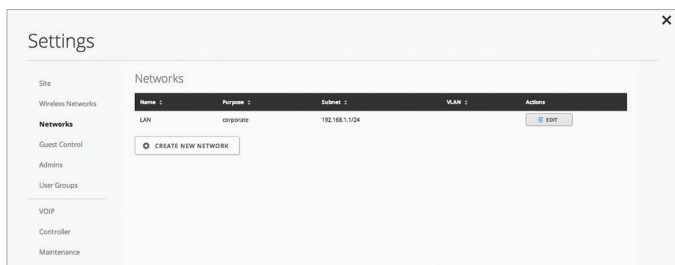 Settings
Site
Wireless Networks
Networks
Guest Control
Admins
User Groups
VOIP
Controller
Maintenance
Networks
Name Purpose Subnet VLAN Actions
LAN corporate 192.168.1.1/24 EDIT
CREATE NEW NETWORK